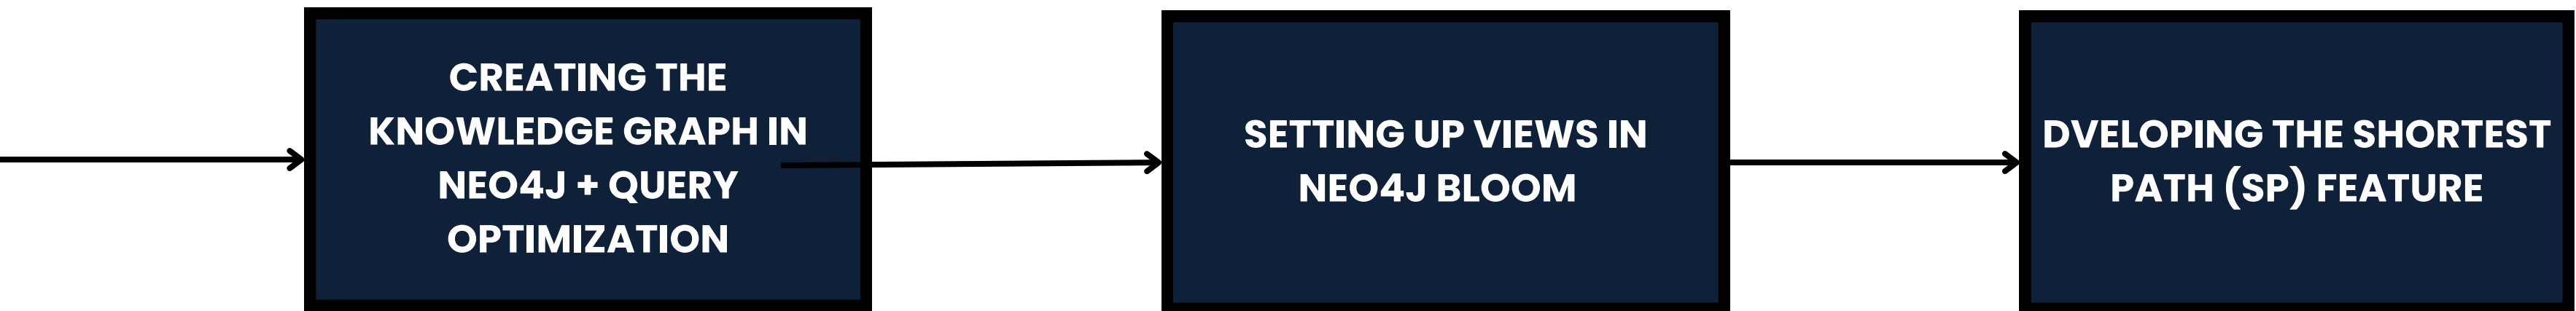 CREATING THE
KNOWLEDGE GRAPH IN
NEO4J + QUERY
OPTIMIZATION
SETTING UP VIEWS IN
NEO4J BLOOM
DVELOPING THE SHORTEST
PATH (SP) FEATURE